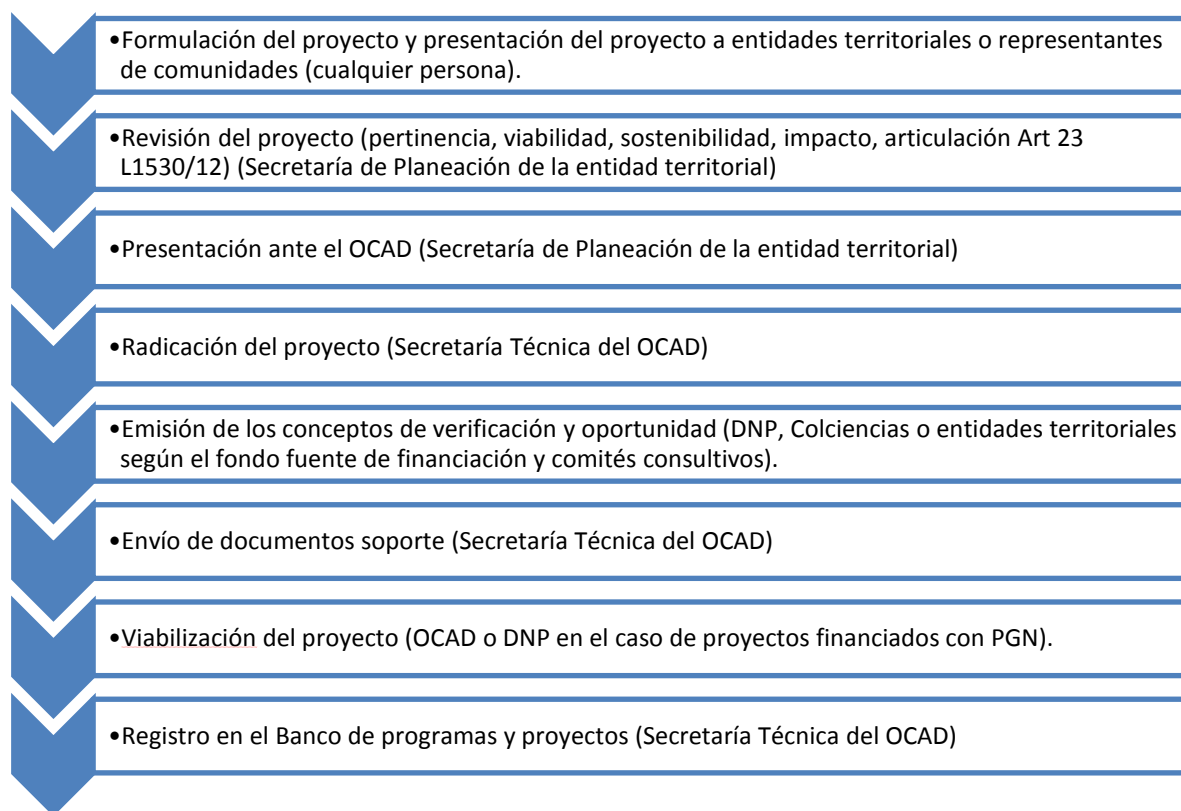 •Formulación del proyecto y presentación del proyecto a entidades territoriales o representantes
de comunidades (cualquier persona).
•Revisión del proyecto (pertinencia, viabilidad, sostenibilidad, impacto, articulación Art 23
L1530/12) (Secretaría de Planeación de la entidad territorial)
•Presentación ante el OCAD (Secretaría de Planeación de la entidad territorial)
•Radicación del proyecto (Secretaría Técnica del OCAD)
•Emisión de los conceptos de verificación y oportunidad (DNP, Colciencias o entidades territoriales
según el fondo fuente de financiación y comités consultivos).
•Envío de documentos soporte (Secretaría Técnica del OCAD)
•Viabilización del proyecto (OCAD o DNP en el caso de proyectos financiados con PGN).
•Registro en el Banco de programas y proyectos (Secretaría Técnica del OCAD)